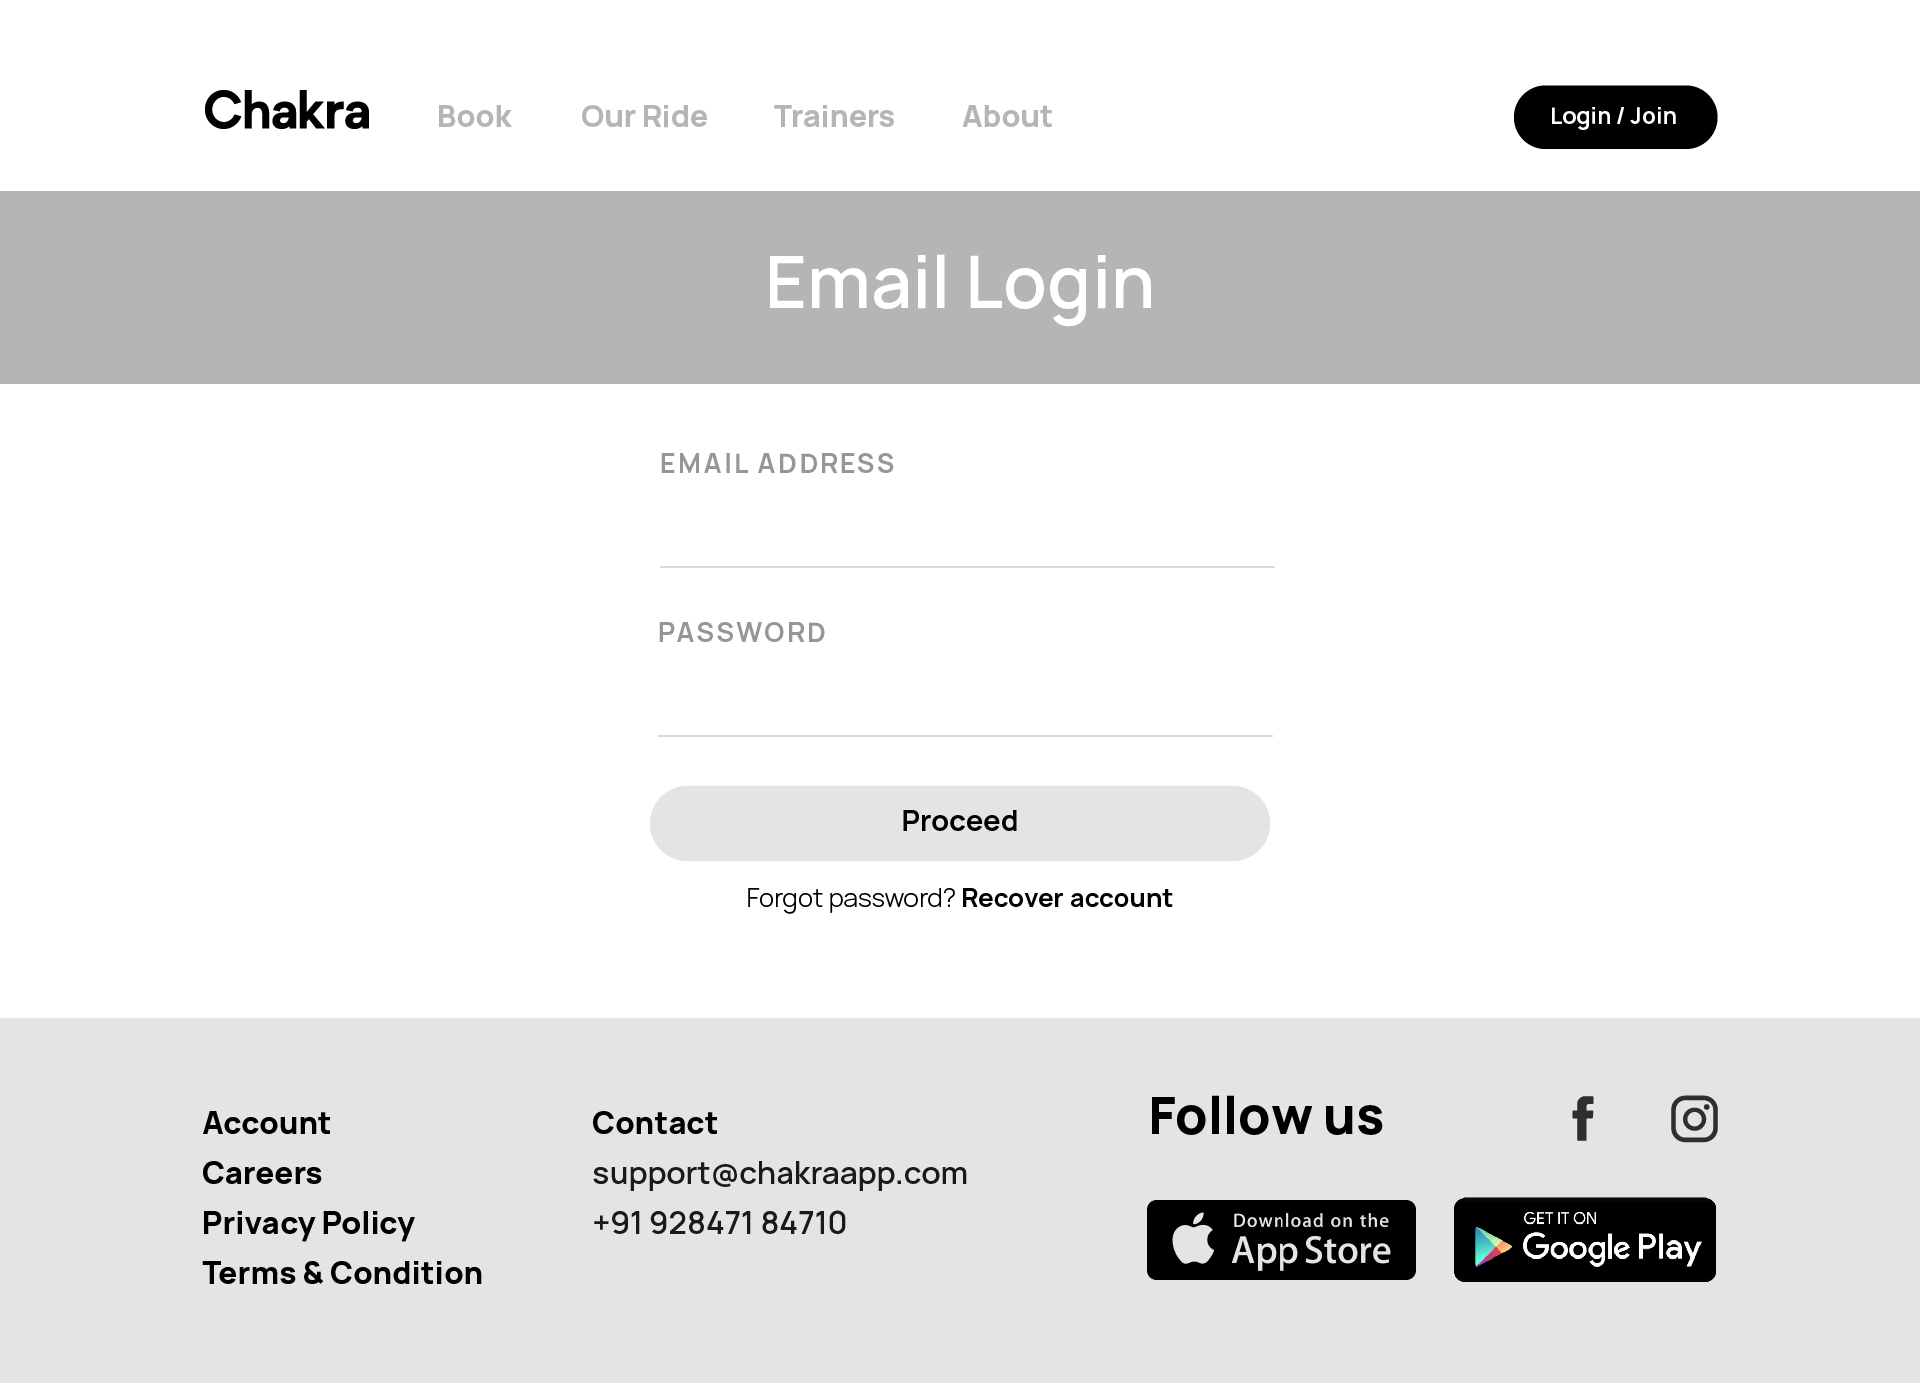 Chakra
Book
Our Ride
Trainers
About
Login / Join
Email Login
EMAIL ADDRESS
PASSWORD
Proceed
Forgot password? Recover account
Account
Careers
Privacy Policy
Terms & Condition
Contact
support@chakraapp.com
+91 928471 84710
Follow us
Download on the
App Store
GET IT ON
Google Play